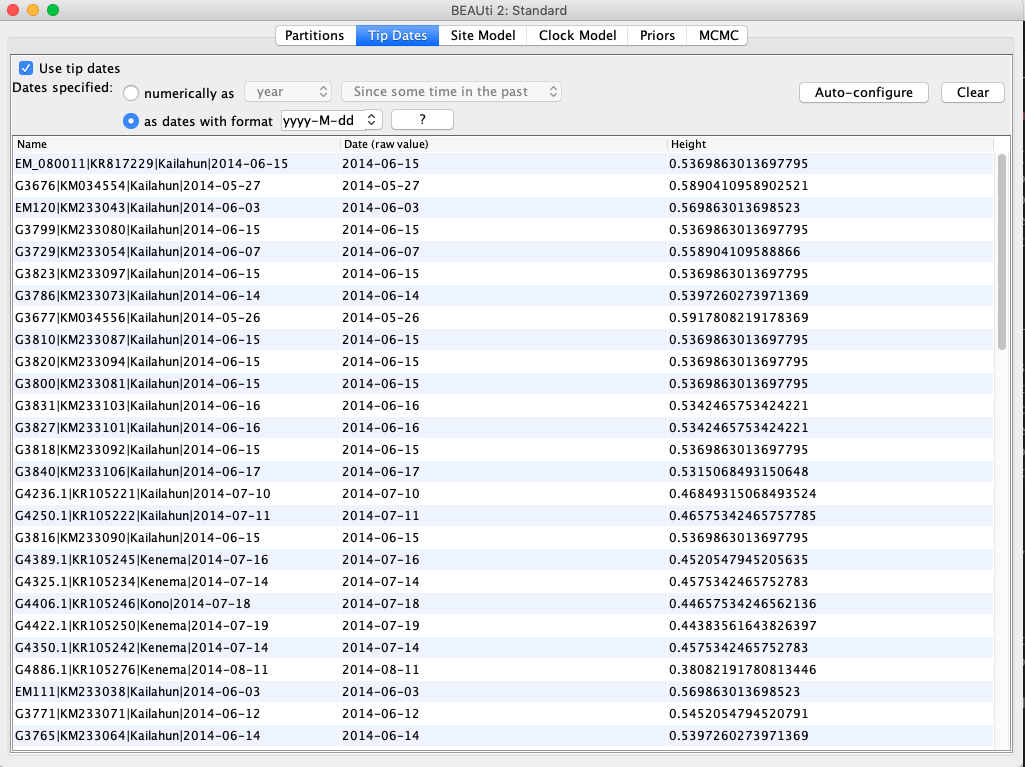 BEAUti 2: Standard
Partitions Tip Dates Site Model Clock Model Priors MCMC
Use tip dates
Dates specified: numerically as year Since some time in the past Auto-configure Clear
as dates with format yyyy-M-dd ?
Name Date (raw value) Height
EM_080011|KR817229|Kailahun|2014-06-15 2014-06-15 0.5369863013697795
G3676|KM034554|Kailahun|2014-05-27 2014-05-27 0.5890410958902521
EM120|KM233043|Kailahun|2014-06-03 2014-06-03 0.569863013698523
G3799|KM233080|Kailahun|2014-06-15 2014-06-15 0.5369863013697795
G3729|KM233054|Kailahun|2014-06-07 2014-06-07 0.558904109588866
G3823|KM233097|Kailahun|2014-06-15 2014-06-15 0.5369863013697795
G3786|KM233073|Kailahun|2014-06-14 2014-06-14 0.5397260273971369
G3677|KM034556|Kailahun|2014-05-26 2014-05-26 0.5917808219178369
G3810|KM233087|Kailahun|2014-06-15 2014-06-15 0.5369863013697795
G3820|KM233094|Kailahun|2014-06-15 2014-06-15 0.5369863013697795
G3800|KM233081|Kailahun|2014-06-15 2014-06-15 0.5369863013697795
G3831|KM233103|Kailahun|2014-06-16 2014-06-16 0.5342465753424221
G3827|KM233101|Kailahun|2014-06-16 2014-06-16 0.5342465753424221
G3818|KM233092|Kailahun|2014-06-15 2014-06-15 0.5369863013697795
G3840|KM233106|Kailahun|2014-06-17 2014-06-17 0.5315068493150648
G4236.1|KR105221|Kailahun|2014-07-10 2014-07-10 0.46849315068493524
G4250.1|KR105222|Kailahun|2014-07-11 2014-07-11 0.46575342465757785
G3816|KM233090|Kailahun|2014-06-15 2014-06-15 0.5369863013697795
G4389.1|KR105245|Kenema|2014-07-16 2014-07-16 0.4520547945205635
G4325.1|KR105234|Kenema|2014-07-14 2014-07-14 0.4575342465752783
G4406.1|KR105246|Kono|2014-07-18 2014-07-18 0.44657534246562136
G4422.1|KR105250|Kenema|2014-07-19 2014-07-19 0.44383561643826397
G4350.1|KR105242|Kenema|2014-07-14 2014-07-14 0.4575342465752783
G4886.1|KR105276|Kenema|2014-08-11 2014-08-11 0.38082191780813446
EM111|KM233038|Kailahun|2014-06-03 2014-06-03 0.569863013698523
G3771|KM233071|Kailahun|2014-06-12 2014-06-12 0.5452054794520791
G3765|KM233064|Kailahun|2014-06-14 2014-06-14 0.5397260273971369